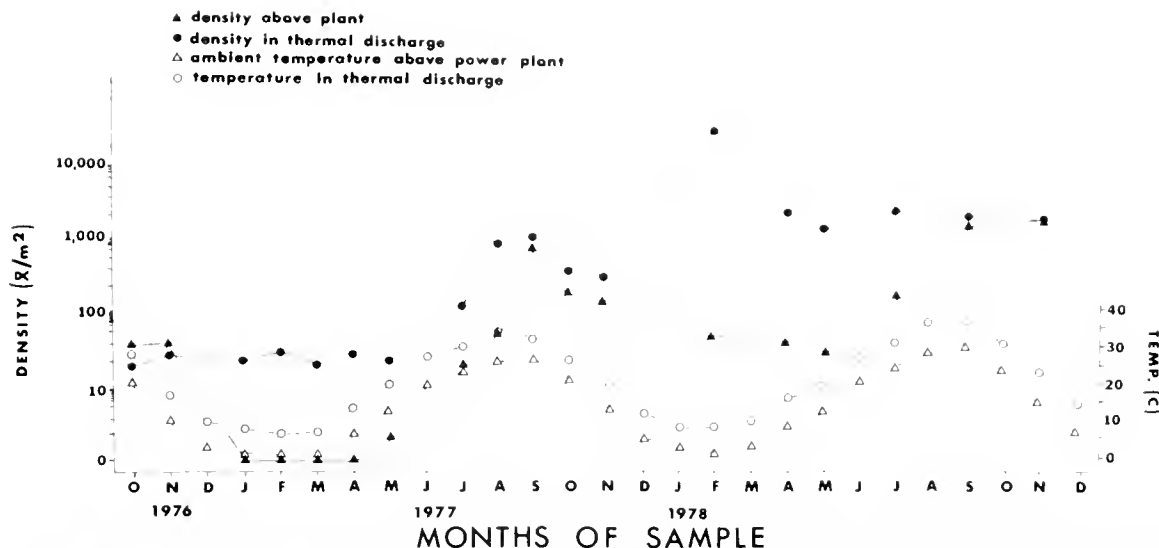 ▲ density above plant
● density in thermal discharge
△ ambient temperature above power plant
○ temperature in thermal discharge
10,000
1,000
100
10
0
DENSITY (x̄/m²)
40
30
20
10
0
TEMP. (C)
O N D J F M A M J J A S O N D J F M A M J J A S O N D
1976 1977 1978
MONTHS OF SAMPLE